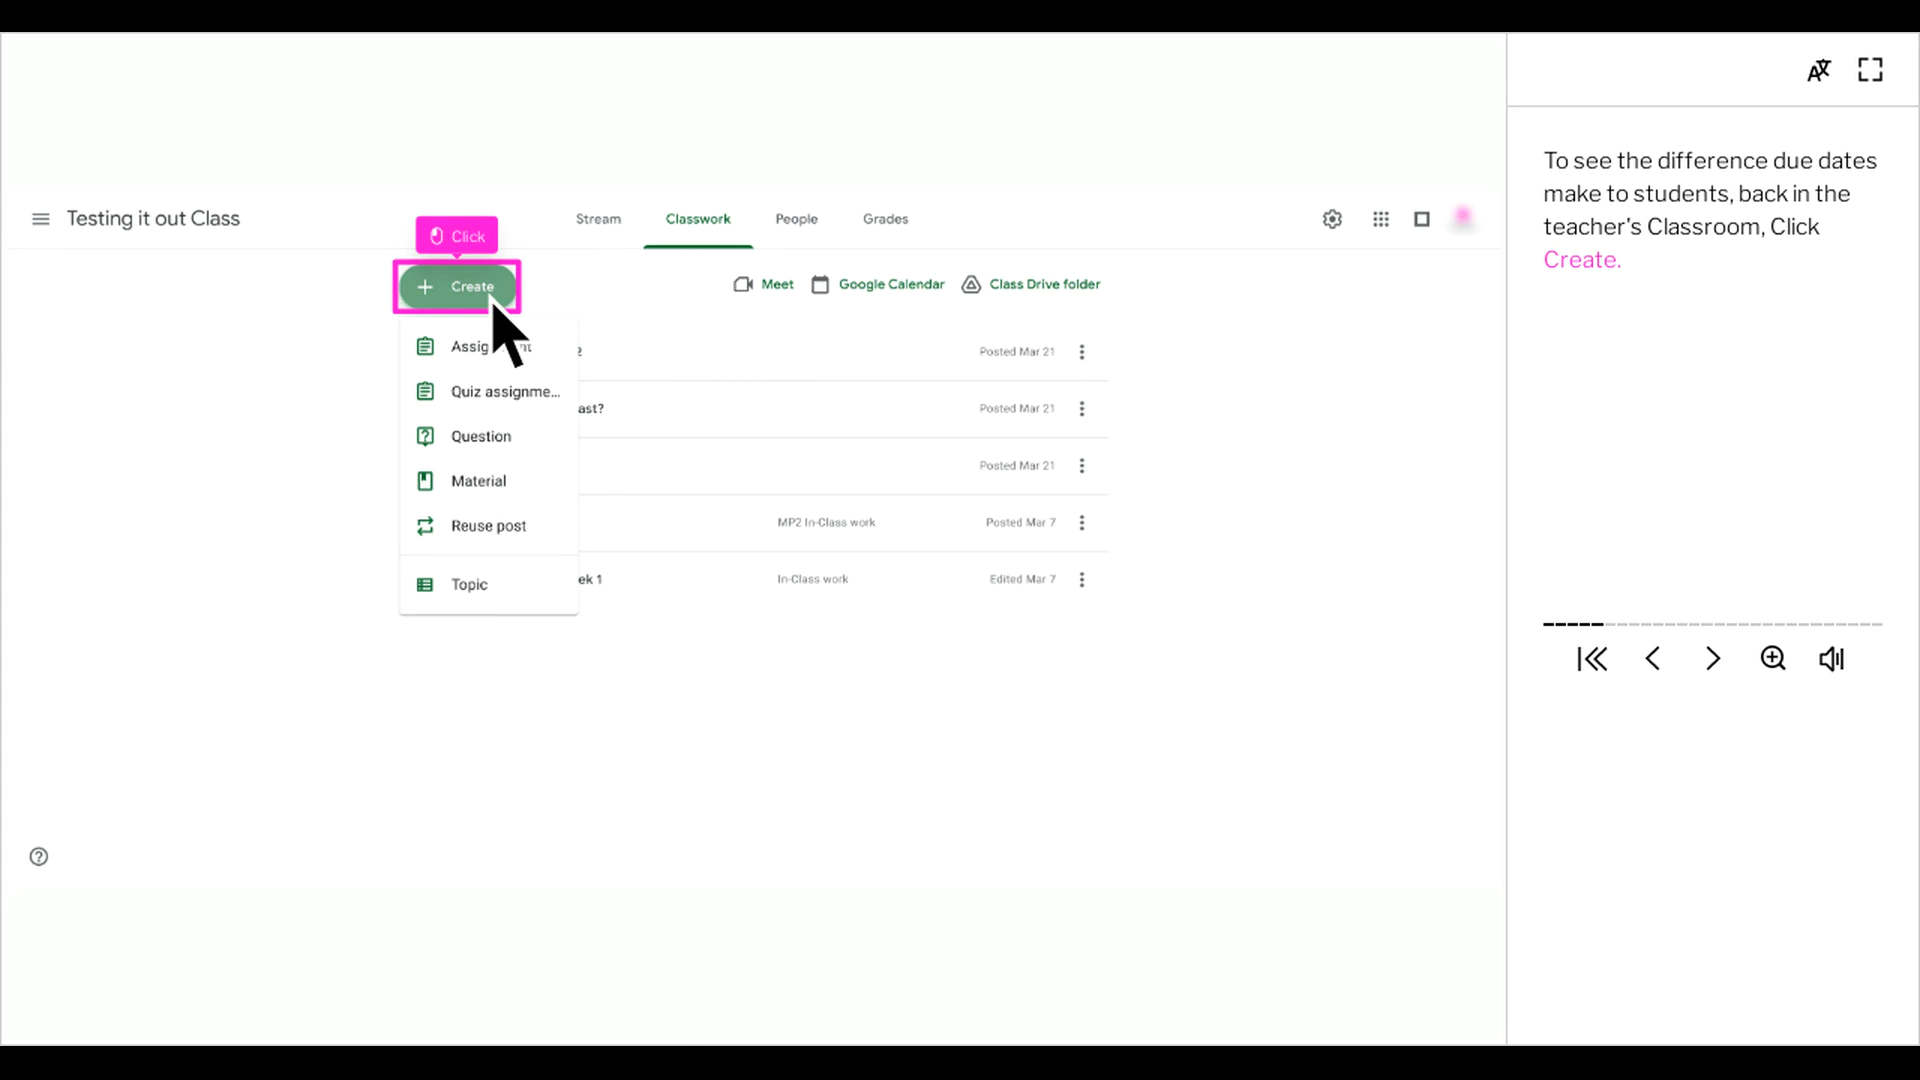 Testing it out Class
Stream
Classwork
People
Grades
Click
Create
Meet
Google Calendar
Class Drive folder
Quiz assignme...
Question
Material
Reuse post
Topic
2
Posted Mar 21
ast?
Posted Mar 21
Posted Mar 21
MP2 In-Class work
Posted Mar 7
ek 1
In-Class work
Edited Mar 7
To see the difference due dates
make to students, back in the
teacher's Classroom, Click
Create.